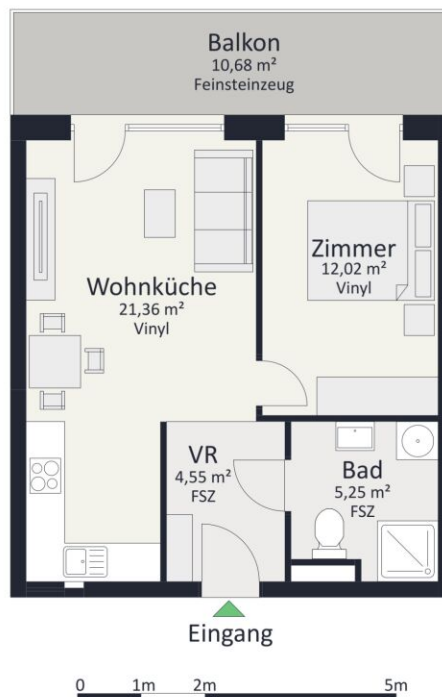 Balkon
10,68 m²
Feinsteinzeug
Zimmer
12,02 m²
Vinyl
Wohnküche
21,36 m²
Vinyl
VR
4,55 m²
FSZ
Bad
5,25 m²
FSZ
Eingang
0 1m 2m 5m